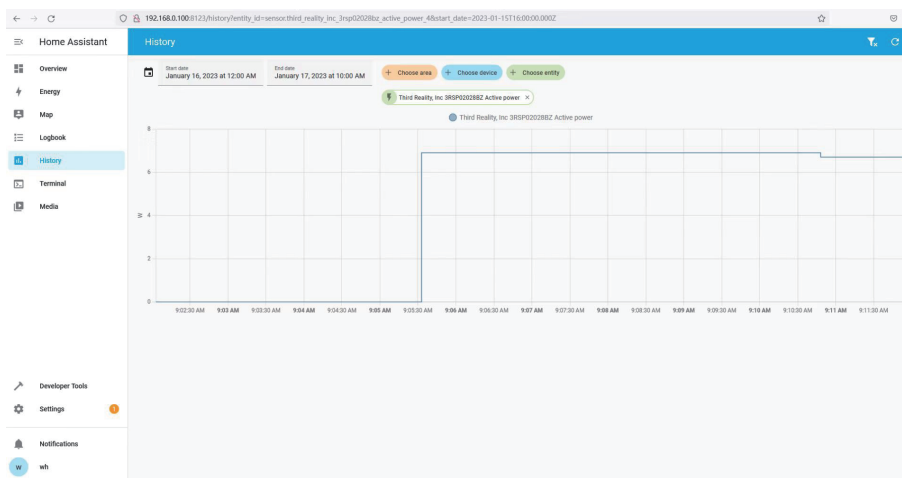 192.168.0.100:8123/history?entity_id=sensor.third_reality_inc_3rsp02028bz_active_power_4&start_date=2023-01-15T16:00:00.000Z
Home Assistant
History
Overview
Energy
Map
Logbook
History
Terminal
Media
Developer Tools
Settings
1
Notifications
W
wh
Start date
January 16, 2023 at 12:00 AM
End date
January 17, 2023 at 10:00 AM
+ Choose area
+ Choose device
+ Choose entity
Third Reality, Inc 3RSP02028BZ Active power ×
Third Reality, Inc 3RSP02028BZ Active power
8
6
W 4
2
0
9:02:30 AM 9:03 AM 9:03:30 AM 9:04 AM 9:04:30 AM 9:05 AM 9:05:30 AM 9:06 AM 9:06:30 AM 9:07 AM 9:07:30 AM 9:08 AM 9:08:30 AM 9:09 AM 9:09:30 AM 9:10 AM 9:10:30 AM 9:11 AM 9:11:30 AM